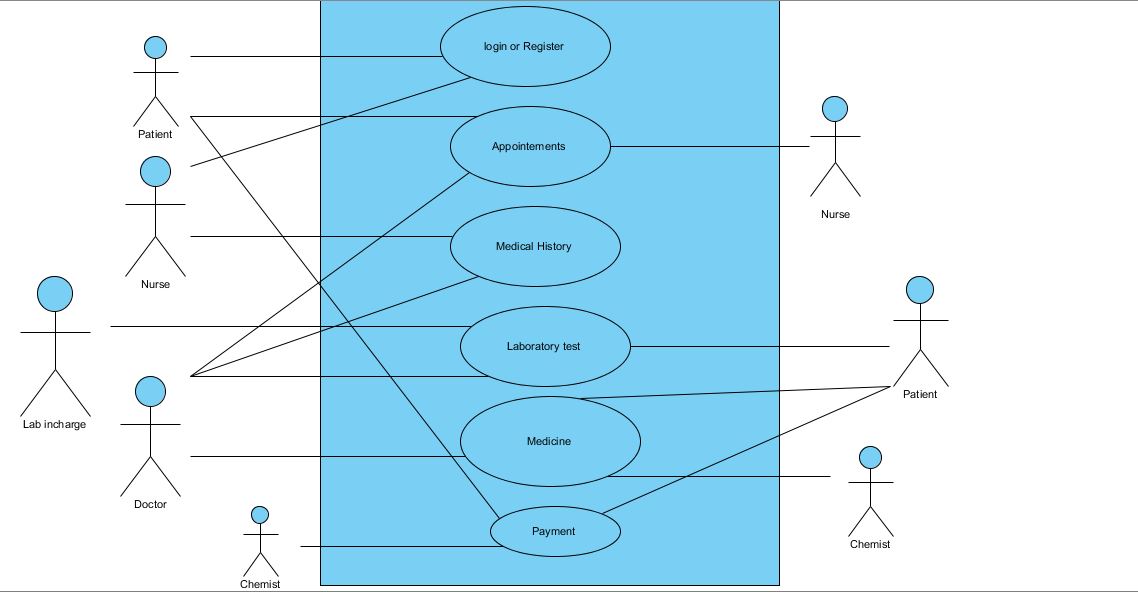 login or Register
Patient
Appointements
Nurse
Medical History
Nurse
Laboratory test
Patient
Lab incharge
Medicine
Doctor
Payment
Chemist
Chemist